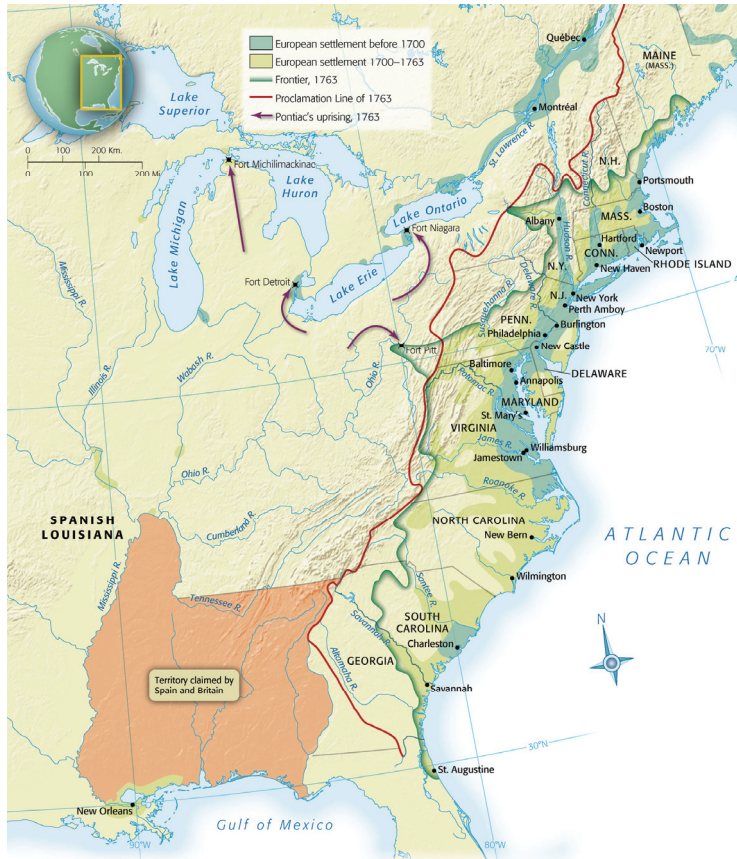 European settlement before 1700
European settlement 1700–1763
Frontier, 1763
Proclamation Line of 1763
Pontiac's uprising, 1763
0 100 200 Km.
0 100 200 Mi.
Lake
Superior
Québec
MAINE
(MASS.)
Montréal
St. Lawrence R.
Fort Michilimackinac
Lake
Huron
Lake Michigan
N.H.
Connecticut R.
Portsmouth
Lake Ontario
Fort Niagara
Albany
Hudson R.
MASS.
Boston
Hartford
CONN.
Newport
RHODE ISLAND
New Haven
N.Y.
Fort Detroit
Lake Erie
Mississippi R.
Susquehanna R.
Delaware R.
N.J.
New York
Perth Amboy
PENN.
Burlington
Philadelphia
New Castle
Fort Pitt
70°W
Illinois R.
Wabash R.
Ohio R.
Baltimore
DELAWARE
Potomac R.
Annapolis
MARYLAND
St. Mary's
VIRGINIA
James R.
Williamsburg
Jamestown
Ohio R.
Roanoke R.
SPANISH
LOUISIANA
Cumberland R.
NORTH CAROLINA
New Bern
ATLANTIC
OCEAN
Mississippi R.
Tennessee R.
Wilmington
Santee R.
Savannah R.
SOUTH
CAROLINA
Charleston
N
Altamaha R.
GEORGIA
Territory claimed by
Spain and Britain
Savannah
30°N
St. Augustine
New Orleans
Gulf of Mexico
90°W
80°W